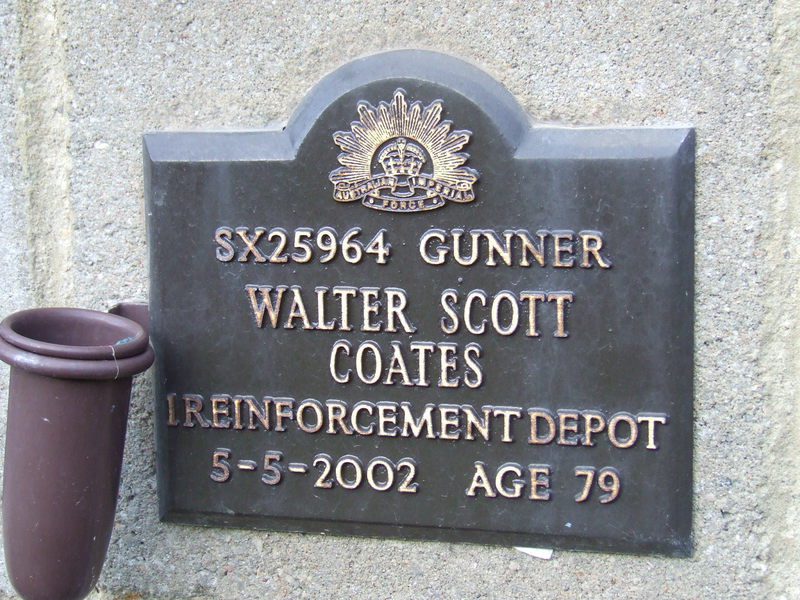 AUSTRALIAN IMPERIAL
FORCE
SX25964 GUNNER
WALTER SCOTT
COATES
1 REINFORCEMENT DEPOT
5-5-2002 AGE 79